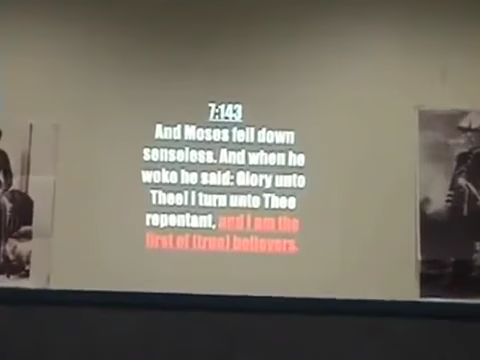 7:143
And Moses fell down
senseless. And when he
woke he said: Glory unto
Thee! I turn unto Thee
repentant, and I am the
first of (true) believers.